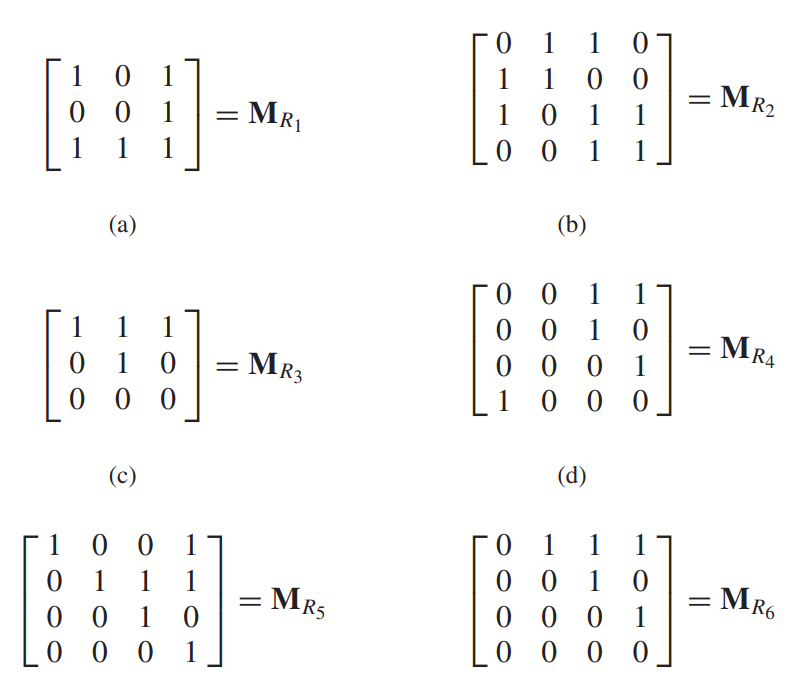 1 0 1
0 0 1 = M_{R_1}
1 1 1
(a)
0 1 1 0
1 1 0 0
1 0 1 1 = M_{R_2}
0 0 1 1
(b)
1 1 1
0 1 0 = M_{R_3}
0 0 0
(c)
0 0 1 1
0 0 1 0
0 0 0 1 = M_{R_4}
1 0 0 0
(d)
1 0 0 1
0 1 1 1
0 0 1 0 = M_{R_5}
0 0 0 1
0 1 1 1
0 0 1 0
0 0 0 1 = M_{R_6}
0 0 0 0